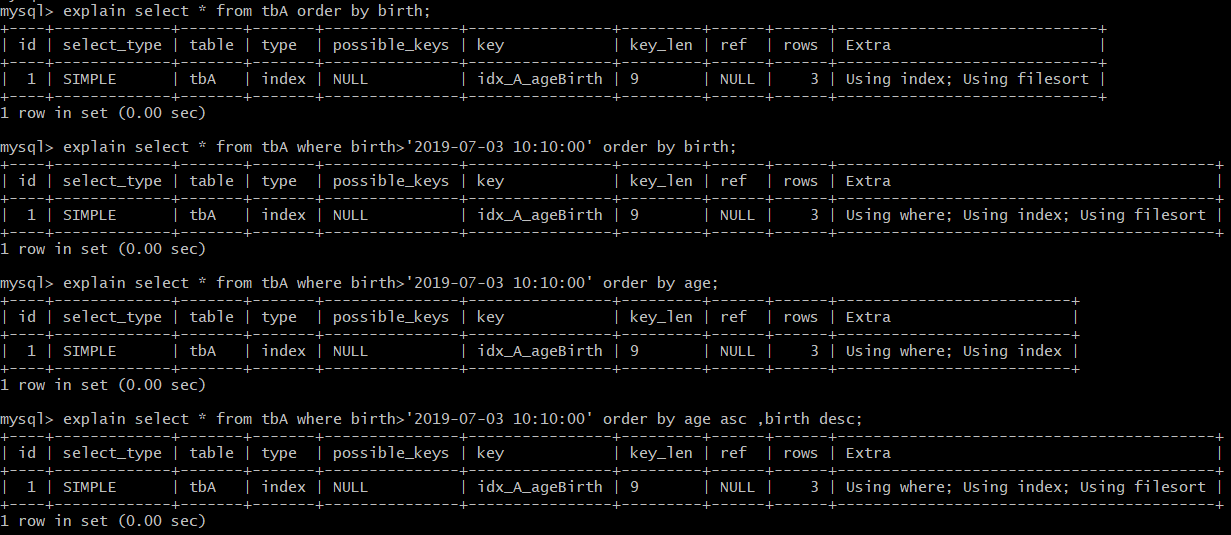 mysql> explain select * from tbA order by birth;
+----+-------------+-------+-------+---------------+---------------+---------+------+------+-----------------------------+
| id | select_type | table | type  | possible_keys | key           | key_len | ref  | rows | Extra                       |
+----+-------------+-------+-------+---------------+---------------+---------+------+------+-----------------------------+
|  1 | SIMPLE      | tbA   | index | NULL          | idx_A_ageBirth | 9       | NULL |    3 | Using index; Using filesort |
+----+-------------+-------+-------+---------------+---------------+---------+------+------+-----------------------------+
1 row in set (0.00 sec)
mysql> explain select * from tbA where birth>'2019-07-03 10:10:00' order by birth;
+----+-------------+-------+-------+---------------+----------------+---------+------+------+------------------------------------------+
| id | select_type | table | type  | possible_keys | key            | key_len | ref  | rows | Extra                                    |
+----+-------------+-------+-------+---------------+----------------+---------+------+------+------------------------------------------+
|  1 | SIMPLE      | tbA   | index | NULL          | idx_A_ageBirth | 9       | NULL |    3 | Using where; Using index; Using filesort |
+----+-------------+-------+-------+---------------+----------------+---------+------+------+------------------------------------------+
1 row in set (0.00 sec)
mysql> explain select * from tbA where birth>'2019-07-03 10:10:00' order by age;
+----+-------------+-------+-------+---------------+----------------+---------+------+------+--------------------------+
| id | select_type | table | type  | possible_keys | key            | key_len | ref  | rows | Extra                    |
+----+-------------+-------+-------+---------------+----------------+---------+------+------+--------------------------+
|  1 | SIMPLE      | tbA   | index | NULL          | idx_A_ageBirth | 9       | NULL |    3 | Using where; Using index |
+----+-------------+-------+-------+---------------+----------------+---------+------+------+--------------------------+
1 row in set (0.00 sec)
mysql> explain select * from tbA where birth>'2019-07-03 10:10:00' order by age asc ,birth desc;
+----+-------------+-------+-------+---------------+----------------+---------+------+------+------------------------------------------+
| id | select_type | table | type  | possible_keys | key            | key_len | ref  | rows | Extra                                    |
+----+-------------+-------+-------+---------------+----------------+---------+------+------+------------------------------------------+
|  1 | SIMPLE      | tbA   | index | NULL          | idx_A_ageBirth | 9       | NULL |    3 | Using where; Using index; Using filesort |
+----+-------------+-------+-------+---------------+----------------+---------+------+------+------------------------------------------+
1 row in set (0.00 sec)